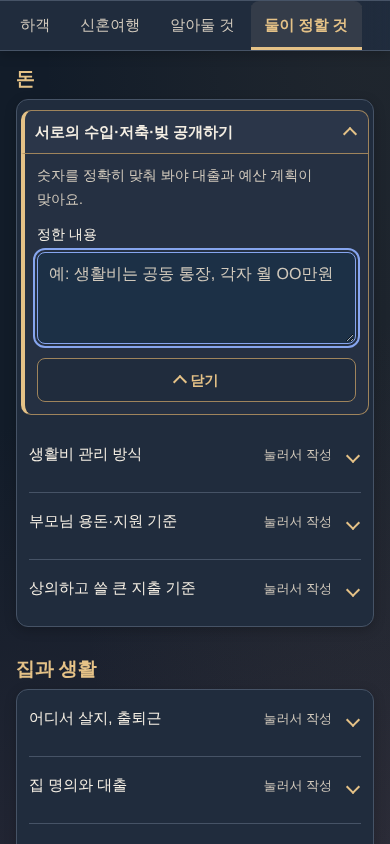 하객
신혼여행
알아둘 것
둘이 정할 것
돈
서로의 수입·저축·빚 공개하기
숫자를 정확히 맞춰 봐야 대출과 예산 계획이
맞아요.
정한 내용
예: 생활비는 공동 통장, 각자 월 OO만원
닫기
생활비 관리 방식 눌러서 작성
부모님 용돈·지원 기준 눌러서 작성
상의하고 쓸 큰 지출 기준 눌러서 작성
집과 생활
어디서 살지, 출퇴근 눌러서 작성
집 명의와 대출 눌러서 작성